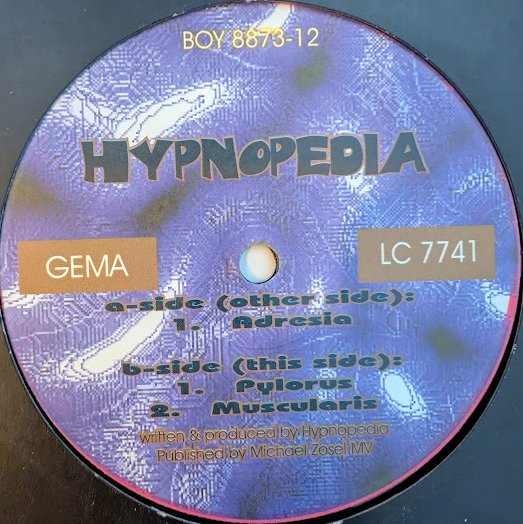 BOY 8873-12
HYPNOPEDIA
GEMA
LC 7741
a-side (other side):
1. Adresia
b-side (this side):
1. Pylorus
2. Muscularis
written & produced by Hypnopedia
Published by Michael Zosel MV